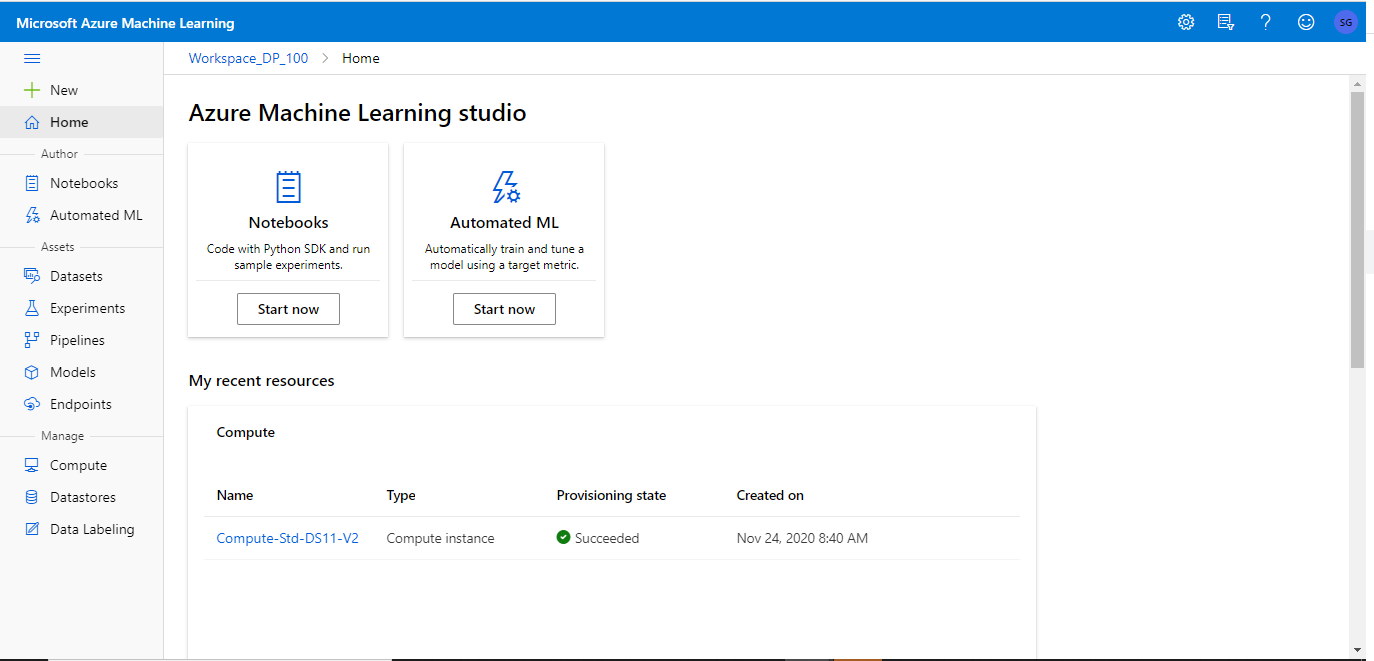 Microsoft Azure Machine Learning
SG
Workspace_DP_100 > Home
New
Home
Author
Notebooks
Automated ML
Assets
Datasets
Experiments
Pipelines
Models
Endpoints
Manage
Compute
Datastores
Data Labeling
Azure Machine Learning studio
Notebooks
Code with Python SDK and run
sample experiments.
Start now
Automated ML
Automatically train and tune a
model using a target metric.
Start now
My recent resources
Compute
Name Type Provisioning state Created on
Compute-Std-DS11-V2 Compute instance Succeeded Nov 24, 2020 8:40 AM